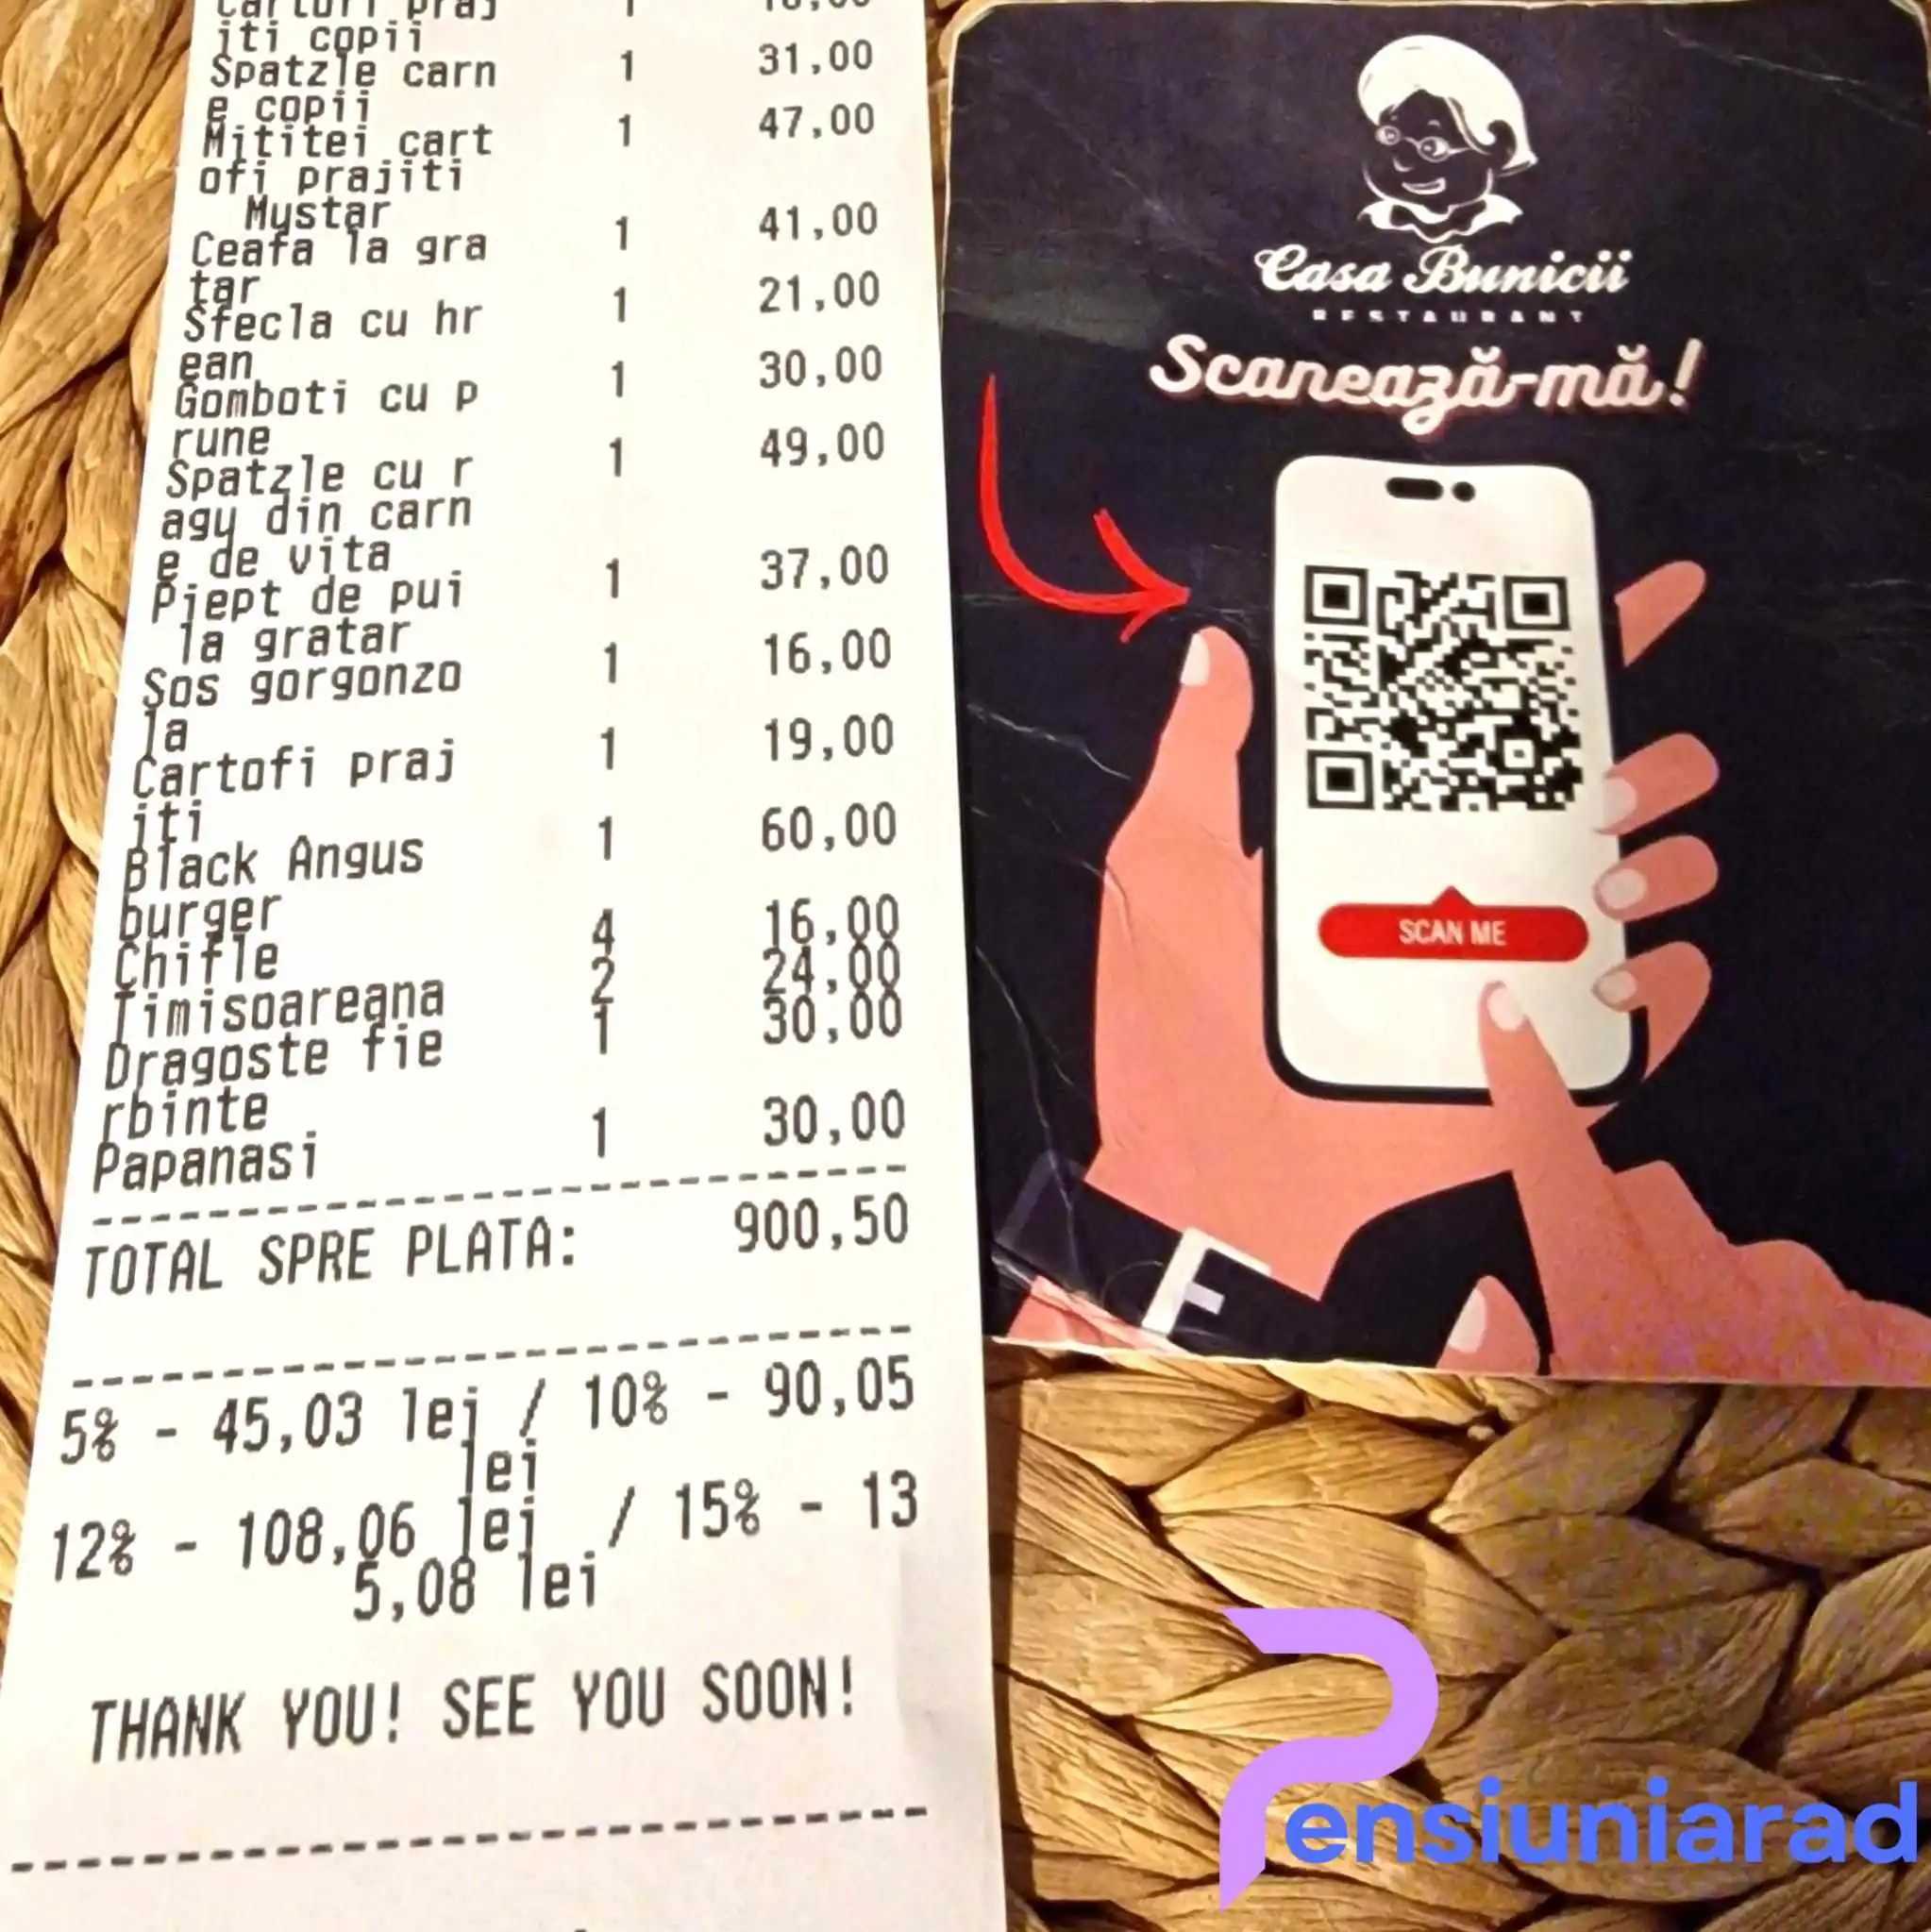 Cartofi praj 1 18,00
iti copii
Spatzle carn 1 31,00
e copii
Mititei cart 1 47,00
ofi prajiti
Mustar
Ceafa la gra 1 41,00
tar
Sfecla cu hr 1 21,00
ean
Gomboti cu p 1 30,00
rune
Spatzle cu r 1 49,00
agu din carn
e de vita
Piept de pui 1 37,00
la gratar
Sos gorgonzo 1 16,00
la
Cartofi praj 1 19,00
iti
Black Angus 1 60,00
burger
Chifle 4 16,00
Timisoareana 2 24,00
Dragoste fie 1 30,00
rbinte
Papanasi 1 30,00
TOTAL SPRE PLATA: 900,50
5% - 45,03 lei / 10% - 90,05
lei
12% - 108,06 lei / 15% - 13
5,08 lei
THANK YOU! SEE YOU SOON!
Casa Bunicii
RESTAURANT
Scanează-mă!
SCAN ME
Pensiuniarad